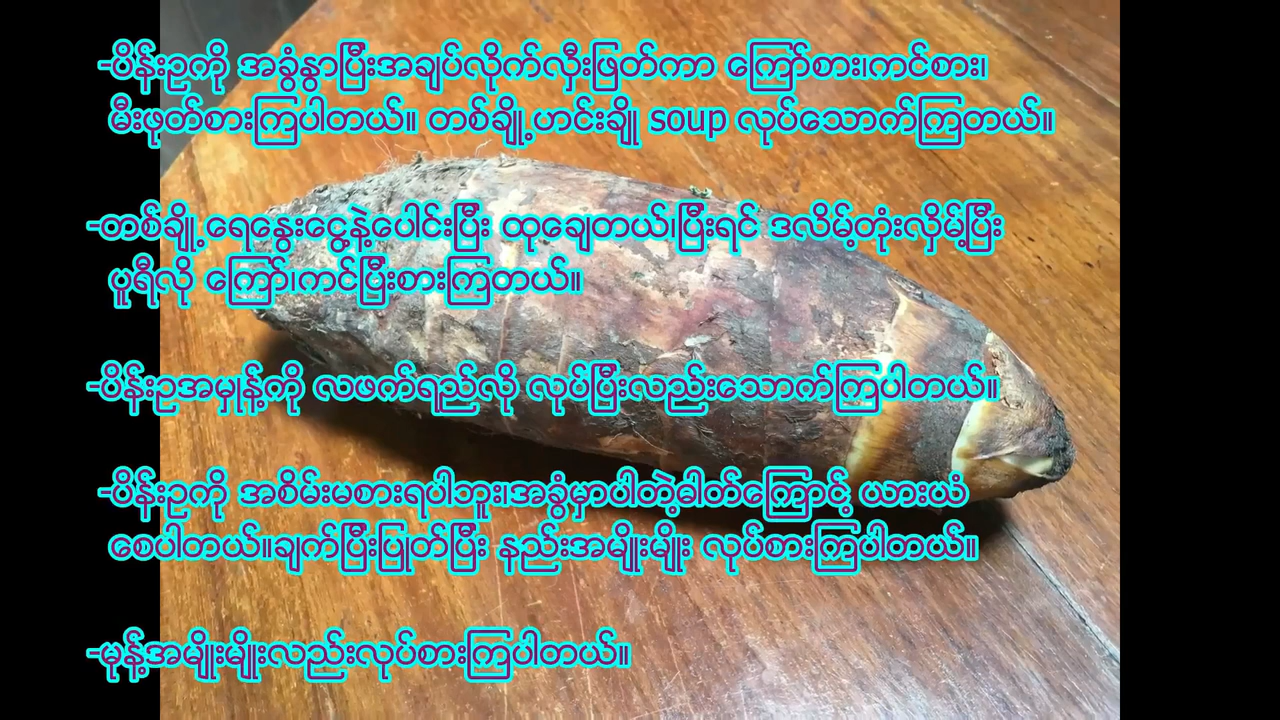 -ပိန်းဥကို အခွံနွှာပြီးအချပ်လိုက်လှီးဖြတ်ကာ ကြော်စား၊ကင်စား၊
မီးဖုတ်စားကြပါတယ်။ တစ်ချို့ဟင်းချို soup လုပ်သောက်ကြတယ်။
-တစ်ချို့ရေနွေးငွေ့နဲ့ပေါင်းပြီး ထုချေတယ်၊ပြီးရင် ဒလိမ့်တုံးလှိမ့်ပြီး
ပူရီလို ကြော်၊ကင်ပြီးစားကြတယ်။
-ပိန်းဥအမှုန့်ကို လဖက်ရည်လို လုပ်ပြီးလည်းသောက်ကြပါတယ်။
-ပိန်းဥကို အစိမ်းမစားရပါဘူး၊အခွံမှာပါတဲ့ဓါတ်ကြောင့် ယားယံ
စေပါတယ်။ချက်ပြီးပြုတ်ပြီး နည်းအမျိုးမျိုး လုပ်စားကြပါတယ်။
-မုန့်အမျိုးမျိုးလည်းလုပ်စားကြပါတယ်။